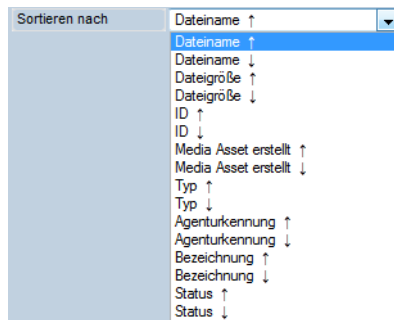 Sortieren nach Dateiname ↑
Dateiname ↑
Dateiname ↓
Dateigröße ↑
Dateigröße ↓
ID ↑
ID ↓
Media Asset erstellt ↑
Media Asset erstellt ↓
Typ ↑
Typ ↓
Agenturkennung ↑
Agenturkennung ↓
Bezeichnung ↑
Bezeichnung ↓
Status ↑
Status ↓